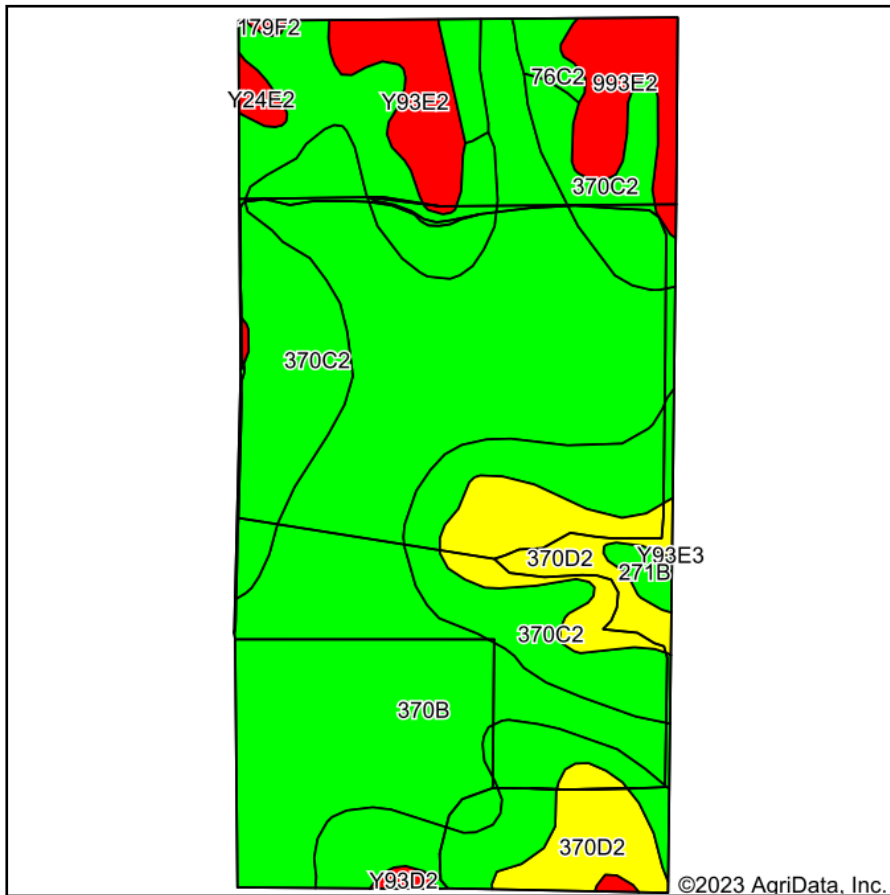 179F2
76C2
993E2
Y24E2
Y93E2
370C2
370C2
Y93E3
370D2
271B
370C2
370B
370D2
Y93D2
©2023 AgriData, Inc.